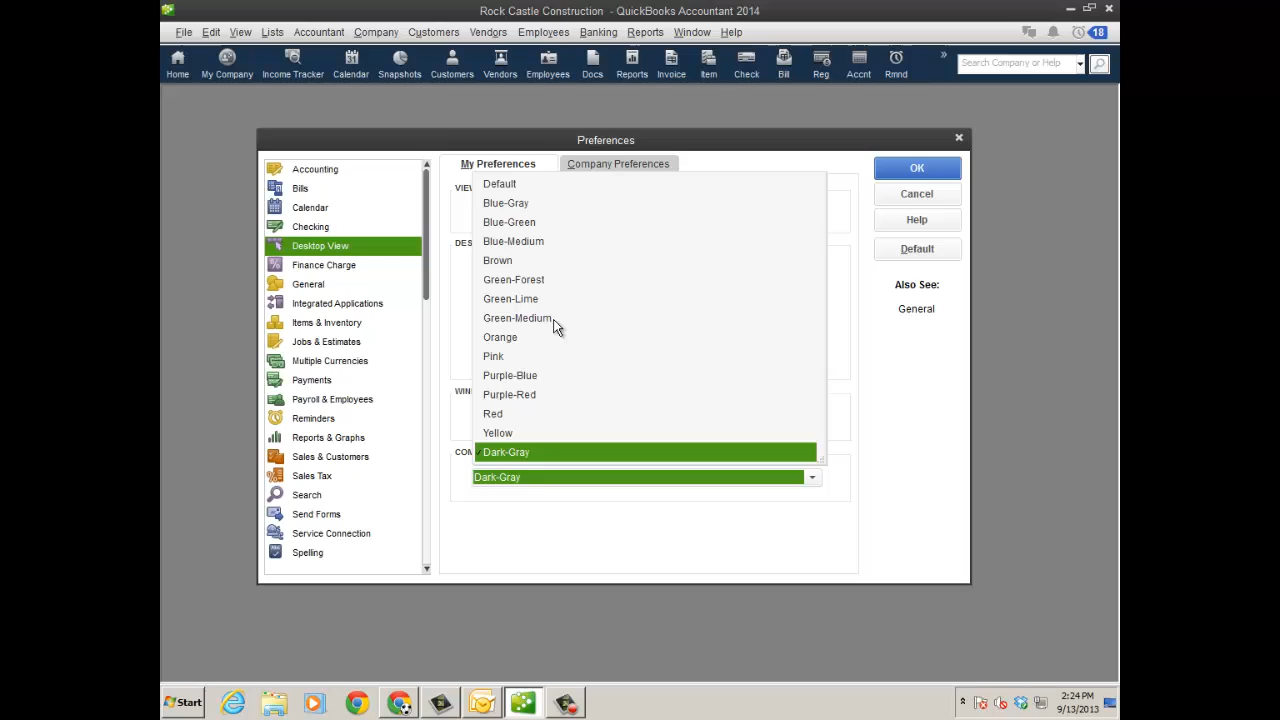 Rock Castle Construction - QuickBooks Accountant 2014
File Edit View Lists Accountant Company Customers Vendors Employees Banking Reports Window Help
18
Home My Company Income Tracker Calendar Snapshots Customers Vendors Employees Docs Reports Invoice Item Check Bill Reg Accnt Rmnd
»
Search Company or Help
Preferences
Accounting
Bills
Calendar
Checking
Desktop View
Finance Charge
General
Integrated Applications
Items & Inventory
Jobs & Estimates
Multiple Currencies
Payments
Payroll & Employees
Reminders
Reports & Graphs
Sales & Customers
Sales Tax
Search
Send Forms
Service Connection
Spelling
My Preferences
Company Preferences
VIEW
DES
WIN
COM
Default
Blue-Gray
Blue-Green
Blue-Medium
Brown
Green-Forest
Green-Lime
Green-Medium
Orange
Pink
Purple-Blue
Purple-Red
Red
Yellow
Dark-Gray
Dark-Gray
OK
Cancel
Help
Default
Also See:
General
Start
2:24 PM
9/13/2013